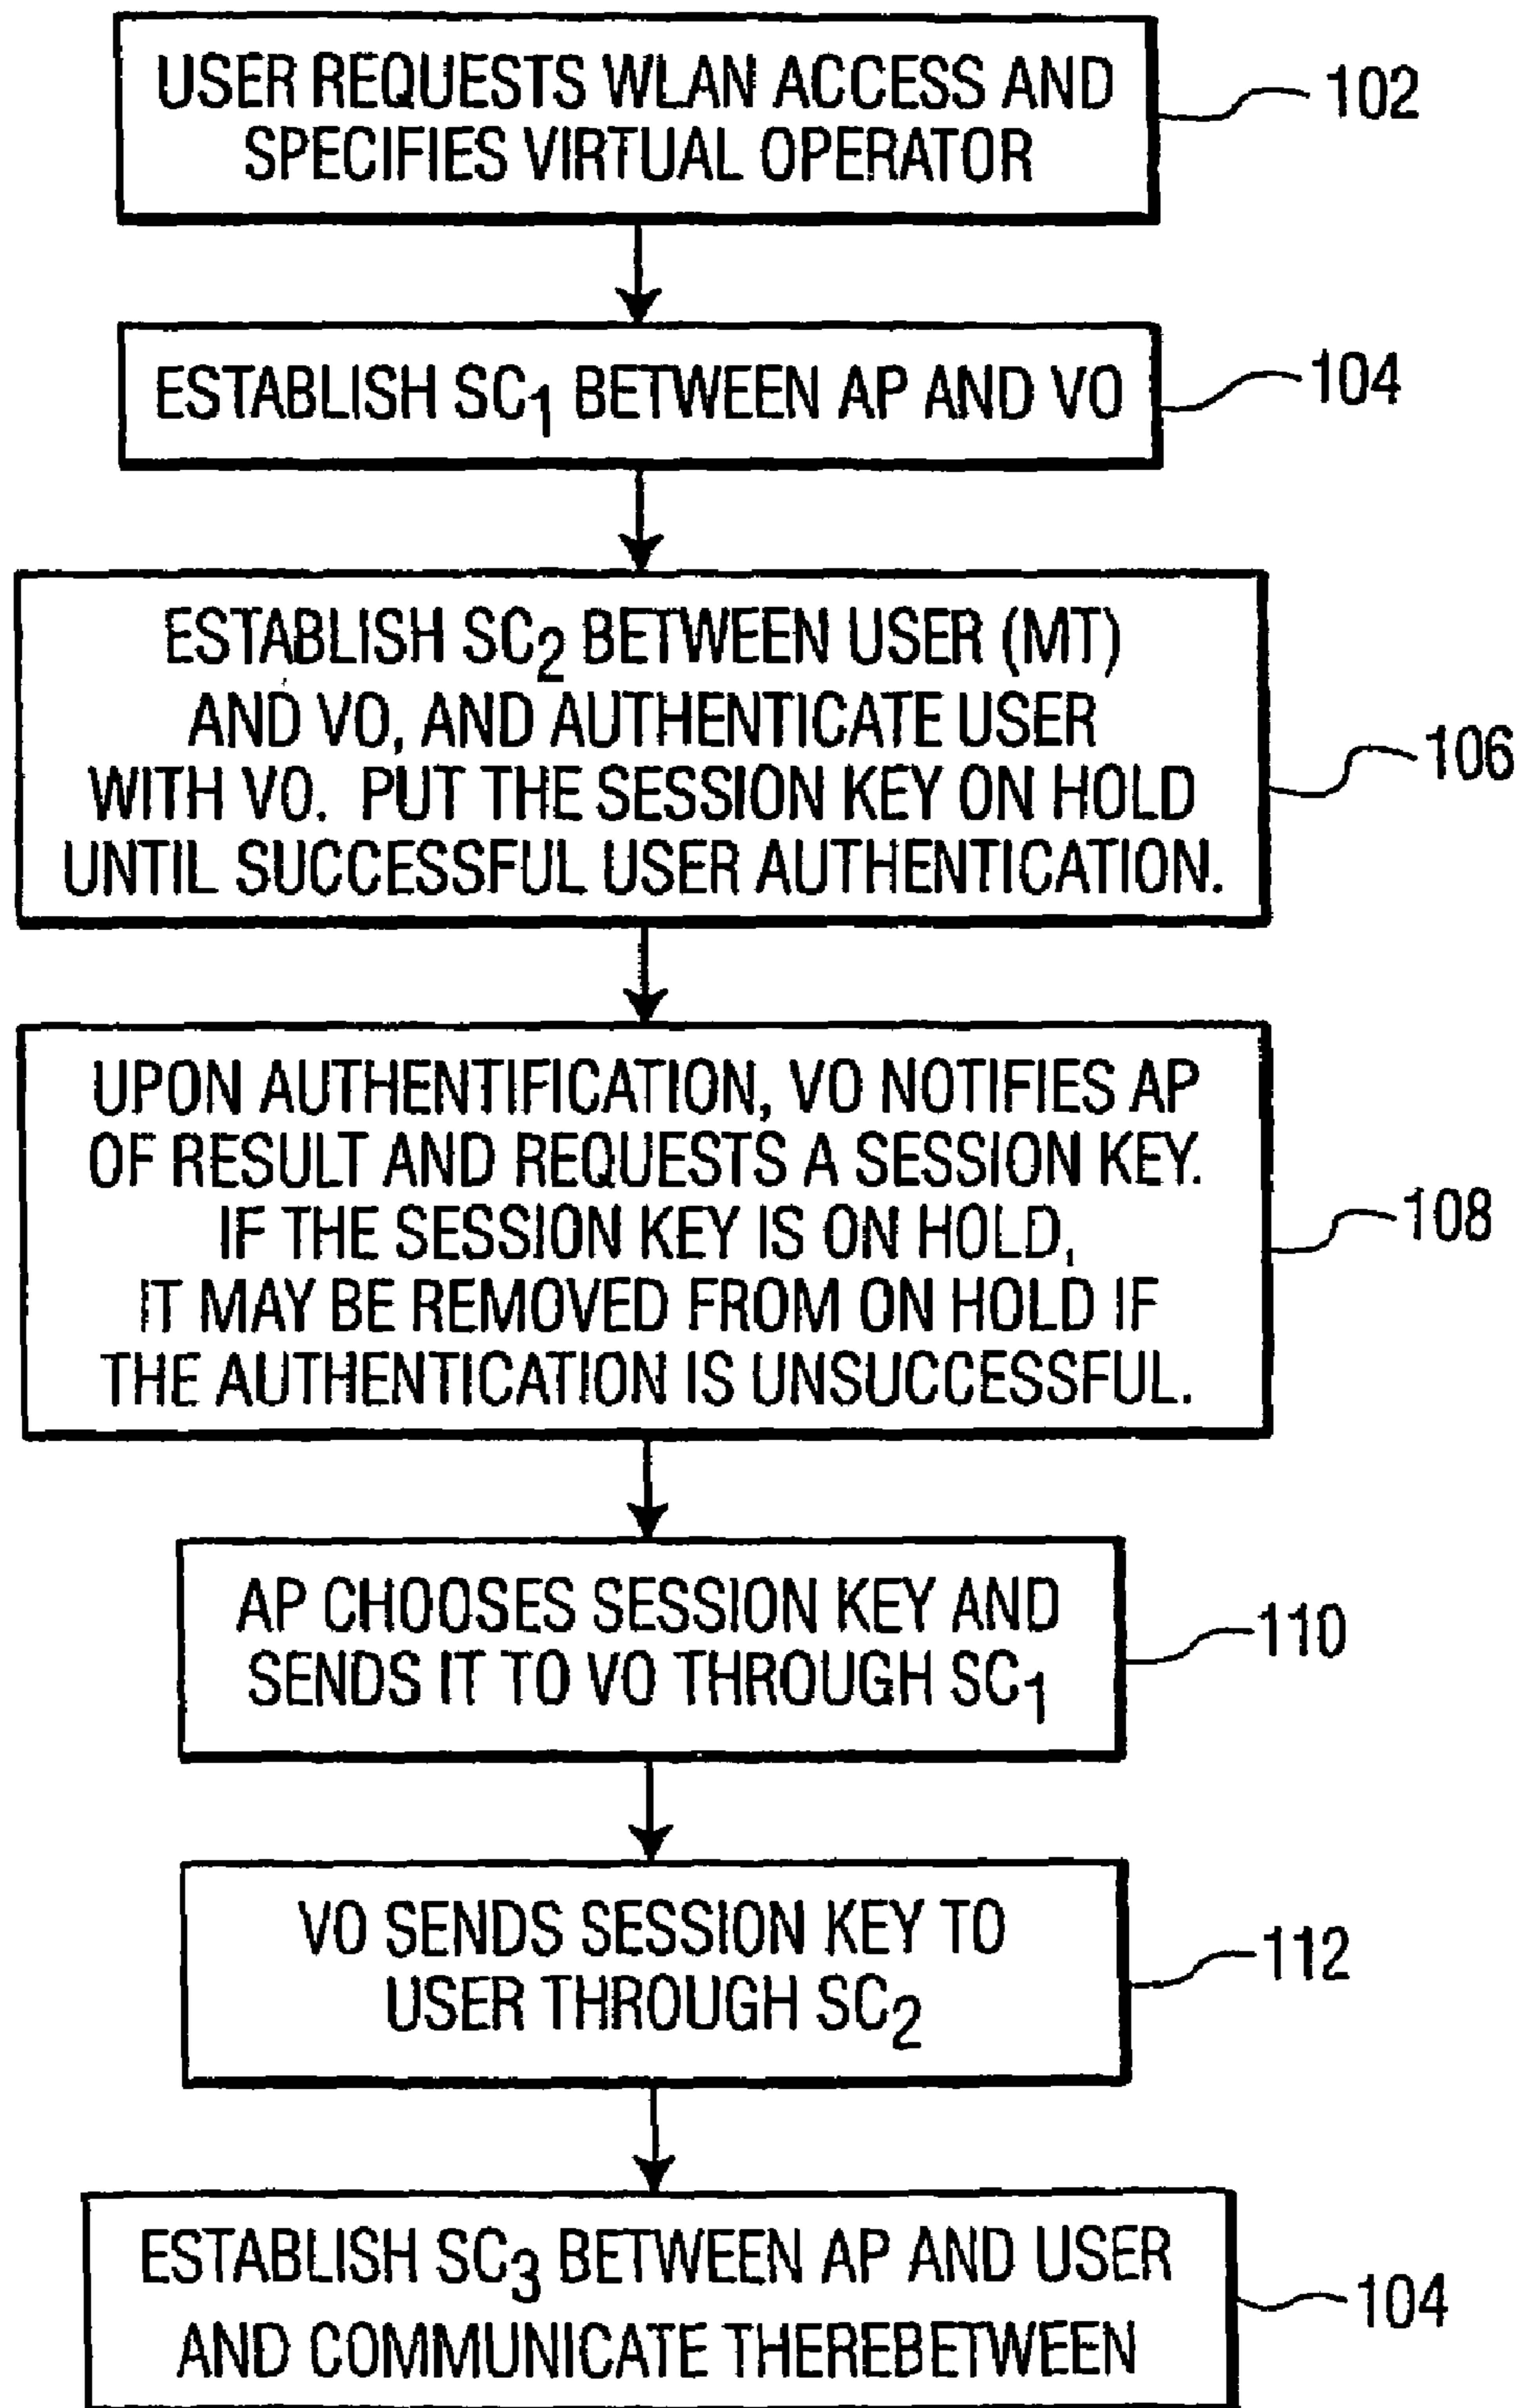 USER REQUESTS WLAN ACCESS AND
SPECIFIES VIRTUAL OPERATOR
102
ESTABLISH SC1 BETWEEN AP AND VO
104
ESTABLISH SC2 BETWEEN USER (MT)
AND VO, AND AUTHENTICATE USER
WITH VO. PUT THE SESSION KEY ON HOLD
UNTIL SUCCESSFUL USER AUTHENTICATION.
106
UPON AUTHENTIFICATION, VO NOTIFIES AP
OF RESULT AND REQUESTS A SESSION KEY.
IF THE SESSION KEY IS ON HOLD,
IT MAY BE REMOVED FROM ON HOLD IF
THE AUTHENTICATION IS UNSUCCESSFUL.
108
AP CHOOSES SESSION KEY AND
SENDS IT TO VO THROUGH SC1
110
VO SENDS SESSION KEY TO
USER THROUGH SC2
112
ESTABLISH SC3 BETWEEN AP AND USER
AND COMMUNICATE THEREBETWEEN
104